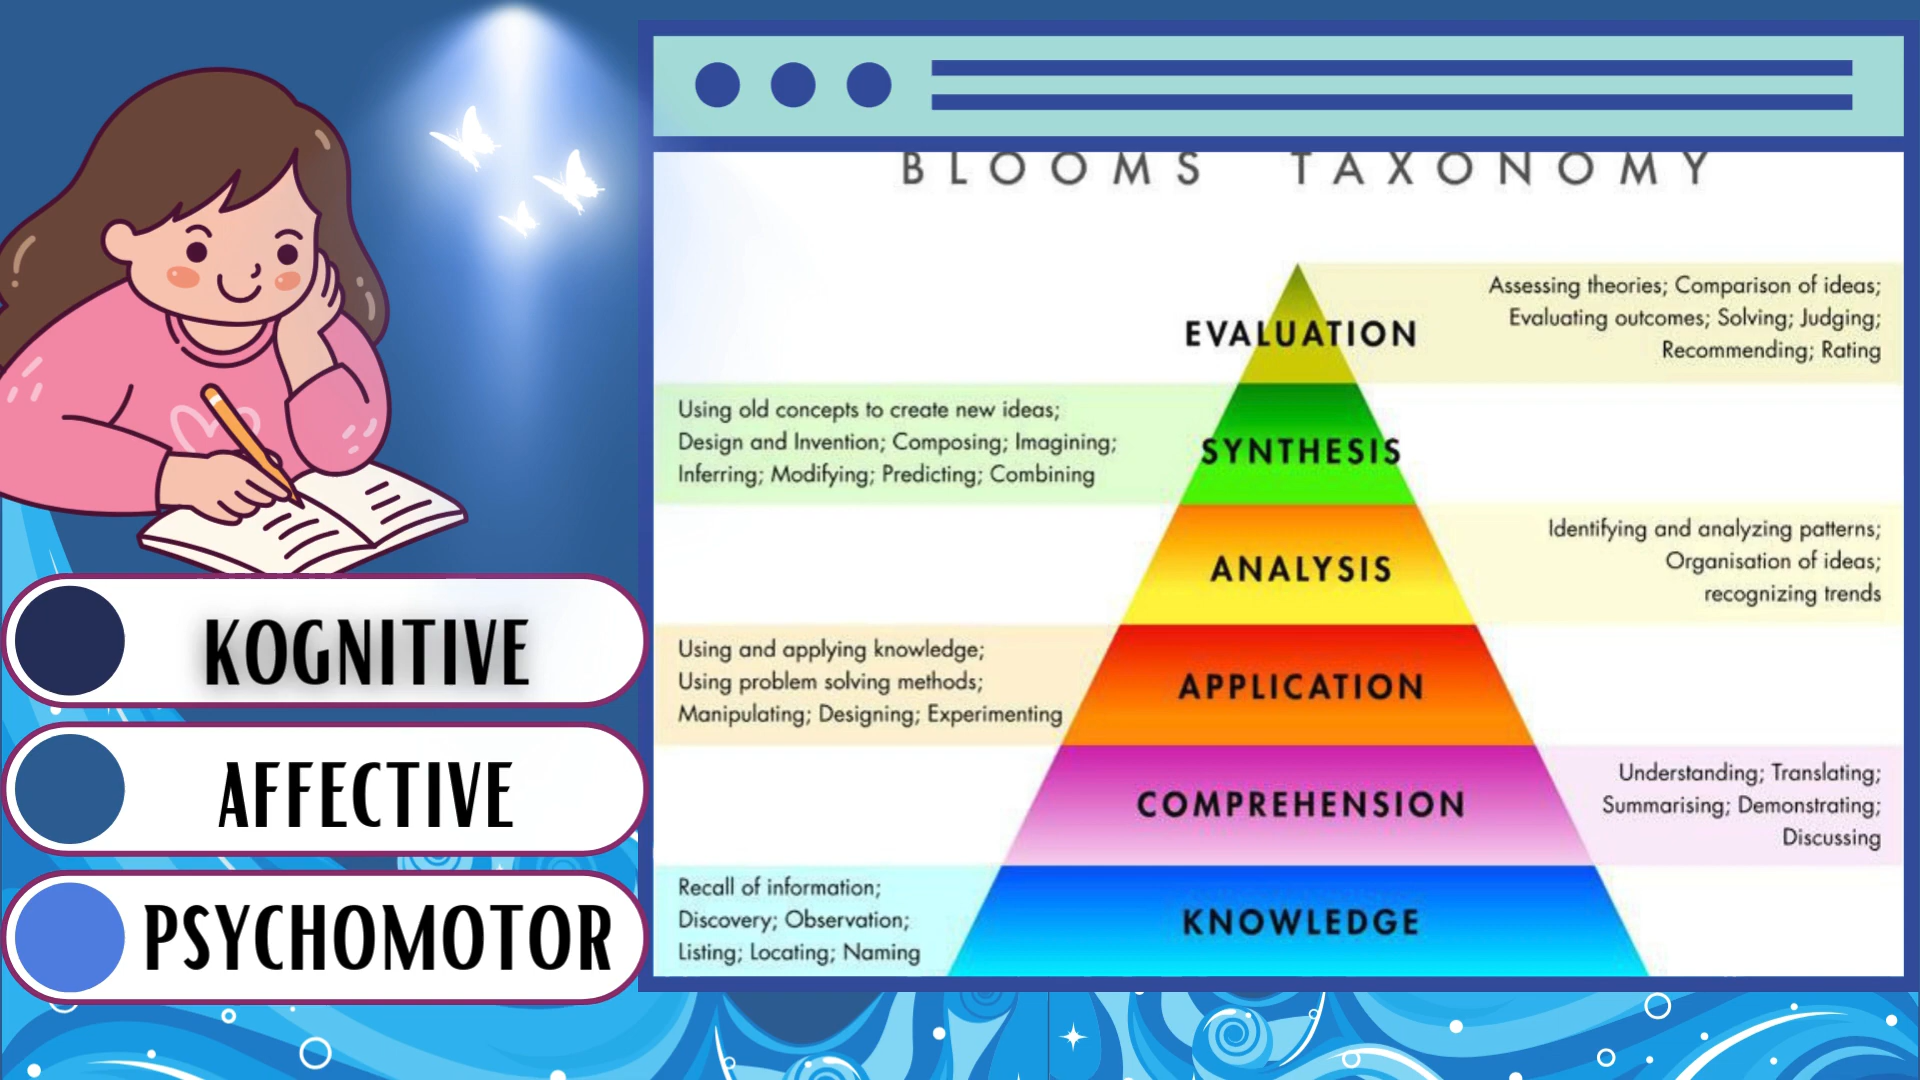 KOGNITIVE
AFFECTIVE
PSYCHOMOTOR
BLOOMS TAXONOMY
EVALUATION
Assessing theories; Comparison of ideas;
Evaluating outcomes; Solving; Judging;
Recommending; Rating
Using old concepts to create new ideas;
Design and Invention; Composing; Imagining;
Inferring; Modifying; Predicting; Combining
SYNTHESIS
ANALYSIS
Identifying and analyzing patterns;
Organisation of ideas;
recognizing trends
Using and applying knowledge;
Using problem solving methods;
Manipulating; Designing; Experimenting
APPLICATION
COMPREHENSION
Understanding; Translating;
Summarising; Demonstrating;
Discussing
Recall of information;
Discovery; Observation;
Listing; Locating; Naming
KNOWLEDGE